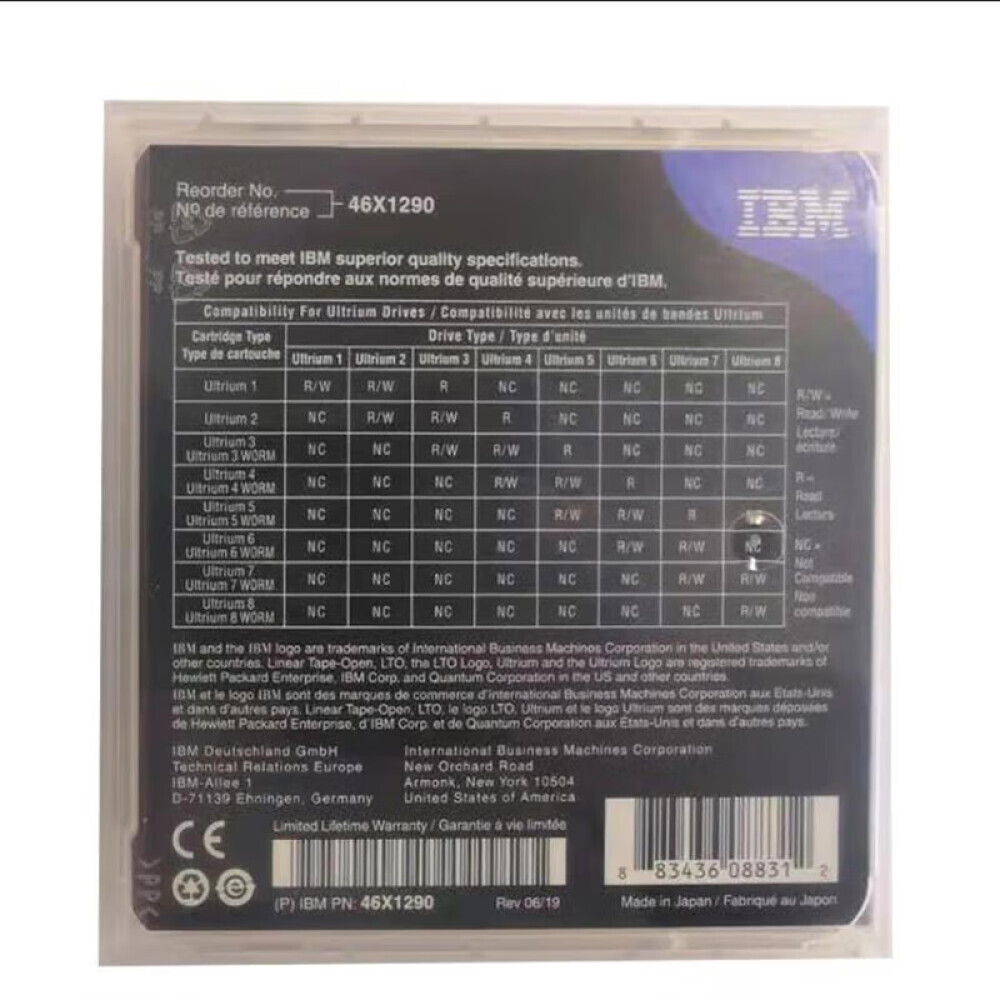 Reorder No.
Nº de référence
46X1290
IBM
Tested to meet IBM superior quality specifications.
Testé pour répondre aux normes de qualité supérieure d'IBM.
Compatibility For Ultrium Drives / Compatibilité avec les unités de bandes Ultrium
Cartridge Type
Type de cartouche
Drive Type / Type d'unité
Ultrium 1 Ultrium 2 Ultrium 3 Ultrium 4 Ultrium 5 Ultrium 6 Ultrium 7 Ultrium 8
Ultrium 1 R/W R/W R NC NC NC NC NC
Ultrium 2 NC R/W R/W R NC NC NC NC
Ultrium 3
Ultrium 3 WORM NC NC R/W R/W R NC NC NC
Ultrium 4
Ultrium 4 WORM NC NC NC R/W R/W R NC NC
Ultrium 5
Ultrium 5 WORM NC NC NC NC R/W R/W R
Ultrium 6
Ultrium 6 WORM NC NC NC NC NC R/W R/W NC
Ultrium 7
Ultrium 7 WORM NC NC NC NC NC NC R/W R/W
Ultrium 8
Ultrium 8 WORM NC NC NC NC NC NC NC R/W
R/W =
Read/Write
Lecture/
écriture
R =
Read
Lecture
NC =
Not
Compatible
Non
compatible
IBM and the IBM logo are trademarks of International Business Machines Corporation in the United States and/or
other countries. Linear Tape-Open, LTO, the LTO Logo, Ultrium and the Ultrium Logo are registered trademarks of
Hewlett Packard Enterprise, IBM Corp. and Quantum Corporation in the US and other countries.
IBM et le logo IBM sont des marques de commerce d'International Business Machines Corporation aux Etats-Unis
et dans d'autres pays. Linear Tape-Open, LTO, le logo LTO, Ultrium et le logo Ultrium sont des marques déposées
de Hewlett Packard Enterprise, d'IBM Corp. et de Quantum Corporation aux Etats-Unis et dans d'autres pays.
IBM Deutschland GmbH
Technical Relations Europe
IBM-Allee 1
D-71139 Ehningen, Germany
International Business Machines Corporation
New Orchard Road
Armonk, New York 10504
United States of America
CE
Limited Lifetime Warranty / Garantie à vie limitée
(P) IBM PN: 46X1290
Rev 06/19
8 83436 08831 2
Made in Japan / Fabriqué au Japon